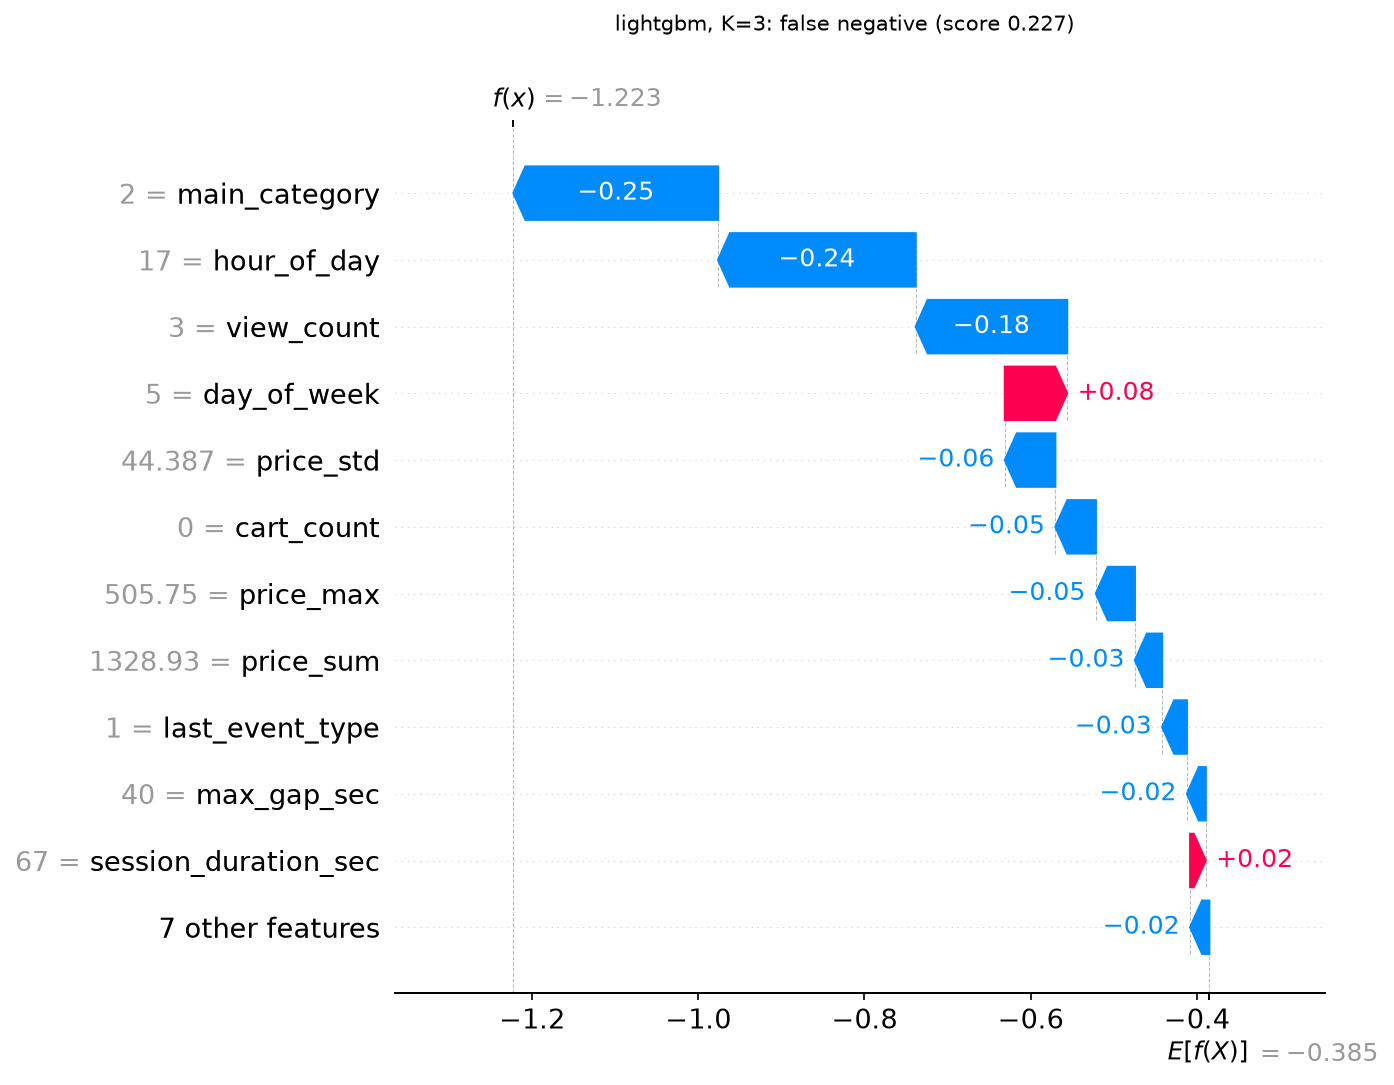 lightgbm, K=3: false negative (score 0.227)
f(x) = −1.223
2 = main_category −0.25
17 = hour_of_day −0.24
3 = view_count −0.18
5 = day_of_week +0.08
44.387 = price_std −0.06
0 = cart_count −0.05
505.75 = price_max −0.05
1328.93 = price_sum −0.03
1 = last_event_type −0.03
40 = max_gap_sec −0.02
67 = session_duration_sec +0.02
7 other features −0.02
−1.2 −1.0 −0.8 −0.6 −0.4
E[f(X)] = −0.385